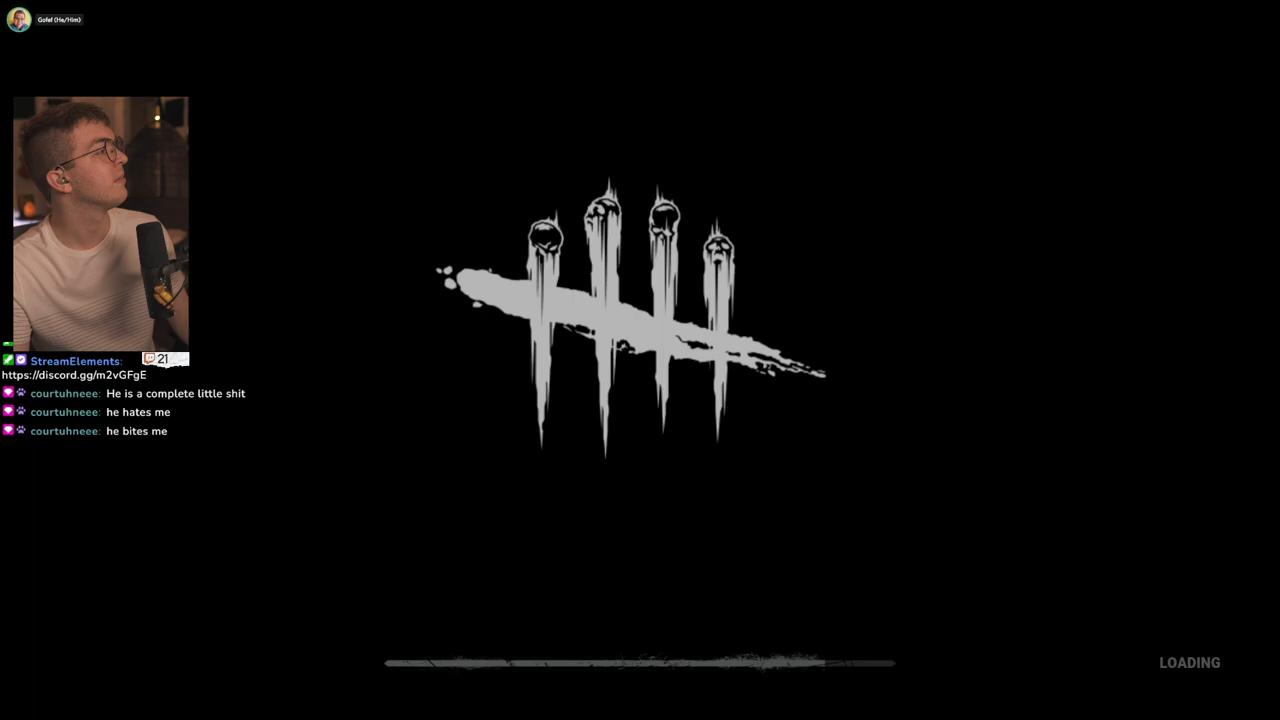 Gofel (He/Him)
21
StreamElements:
https://discord.gg/m2vGFgE
courtuhneee: He is a complete little shit
courtuhneee: he hates me
courtuhneee: he bites me
LOADING